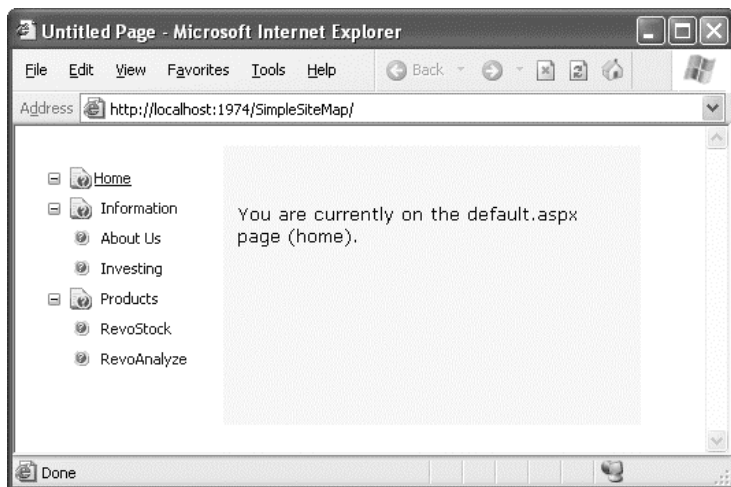 Untitled Page - Microsoft Internet Explorer
File Edit View Favorites Tools Help Back
Address http://localhost:1974/SimpleSiteMap/
Home
Information
About Us
Investing
Products
RevoStock
RevoAnalyze
You are currently on the default.aspx
page (home).
Done